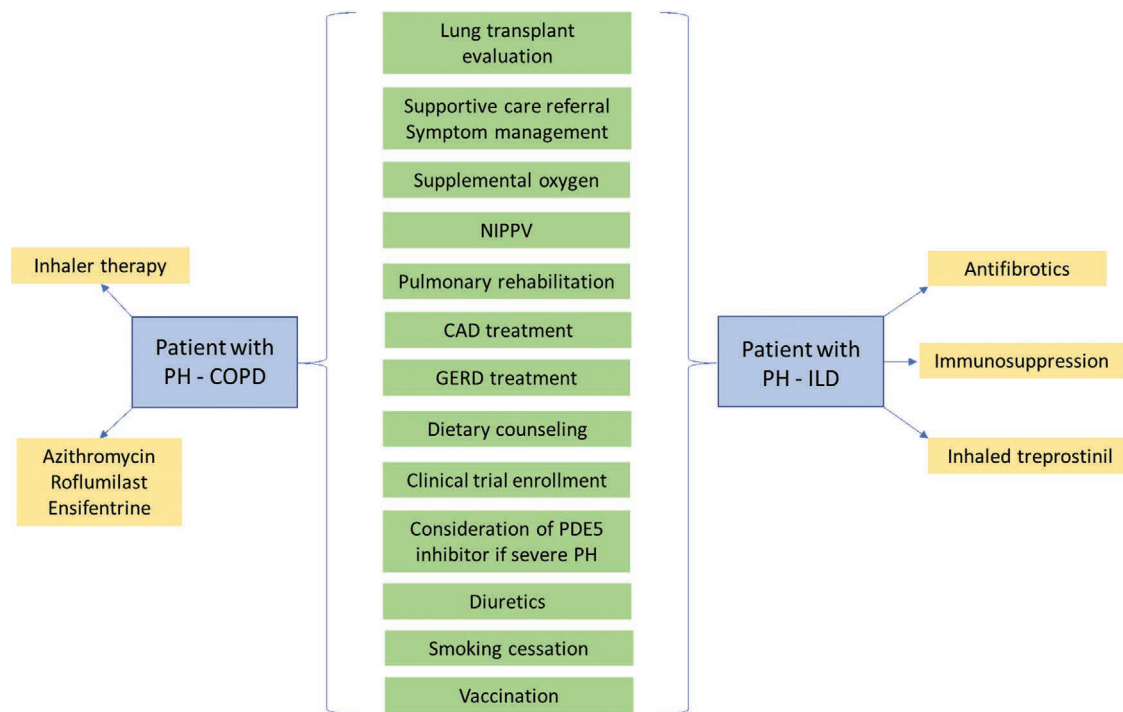 Inhaler therapy
Patient with
PH - COPD
Azithromycin
Roflumilast
Ensifentrine
Lung transplant
evaluation
Supportive care referral
Symptom management
Supplemental oxygen
NIPPV
Pulmonary rehabilitation
CAD treatment
GERD treatment
Dietary counseling
Clinical trial enrollment
Consideration of PDE5
inhibitor if severe PH
Diuretics
Smoking cessation
Vaccination
Patient with
PH - ILD
Antifibrotics
Immunosuppression
Inhaled treprostinil